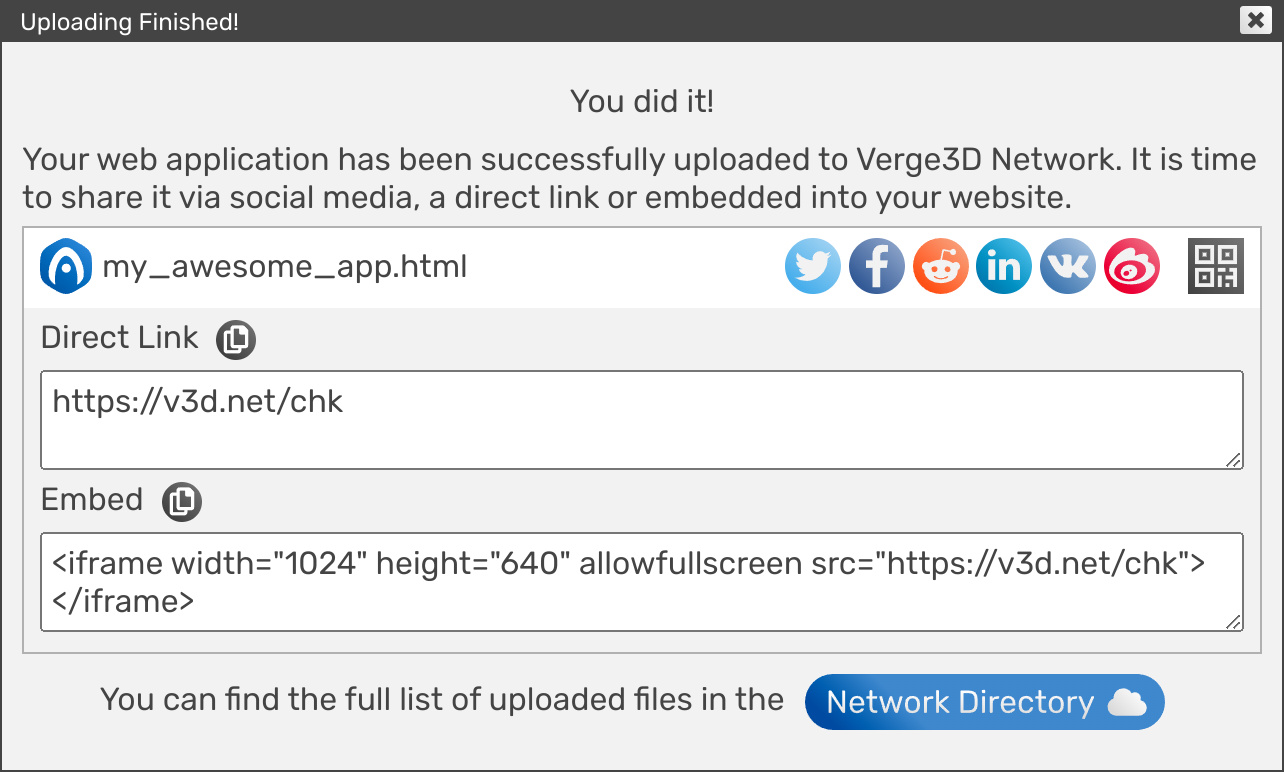 Uploading Finished!
You did it!
Your web application has been successfully uploaded to Verge3D Network. It is time
to share it via social media, a direct link or embedded into your website.
my_awesome_app.html
Direct Link
https://v3d.net/chk
Embed
<iframe width="1024" height="640" allowfullscreen src="https://v3d.net/chk">
</iframe>
You can find the full list of uploaded files in the
Network Directory